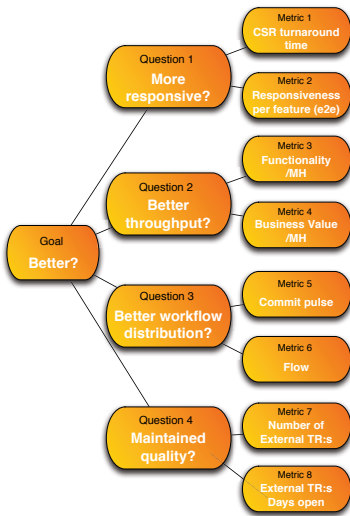 Goal
Better?
Question 1
More
responsive?
Metric 1
CSR turnaround
time
Metric 2
Responsiveness
per feature (e2e)
Question 2
Better
throughput?
Metric 3
Functionality
/MH
Metric 4
Business Value
/MH
Question 3
Better workflow
distribution?
Metric 5
Commit pulse
Metric 6
Flow
Question 4
Maintained
quality?
Metric 7
Number of
External TR:s
Metric 8
External TR:s
Days open